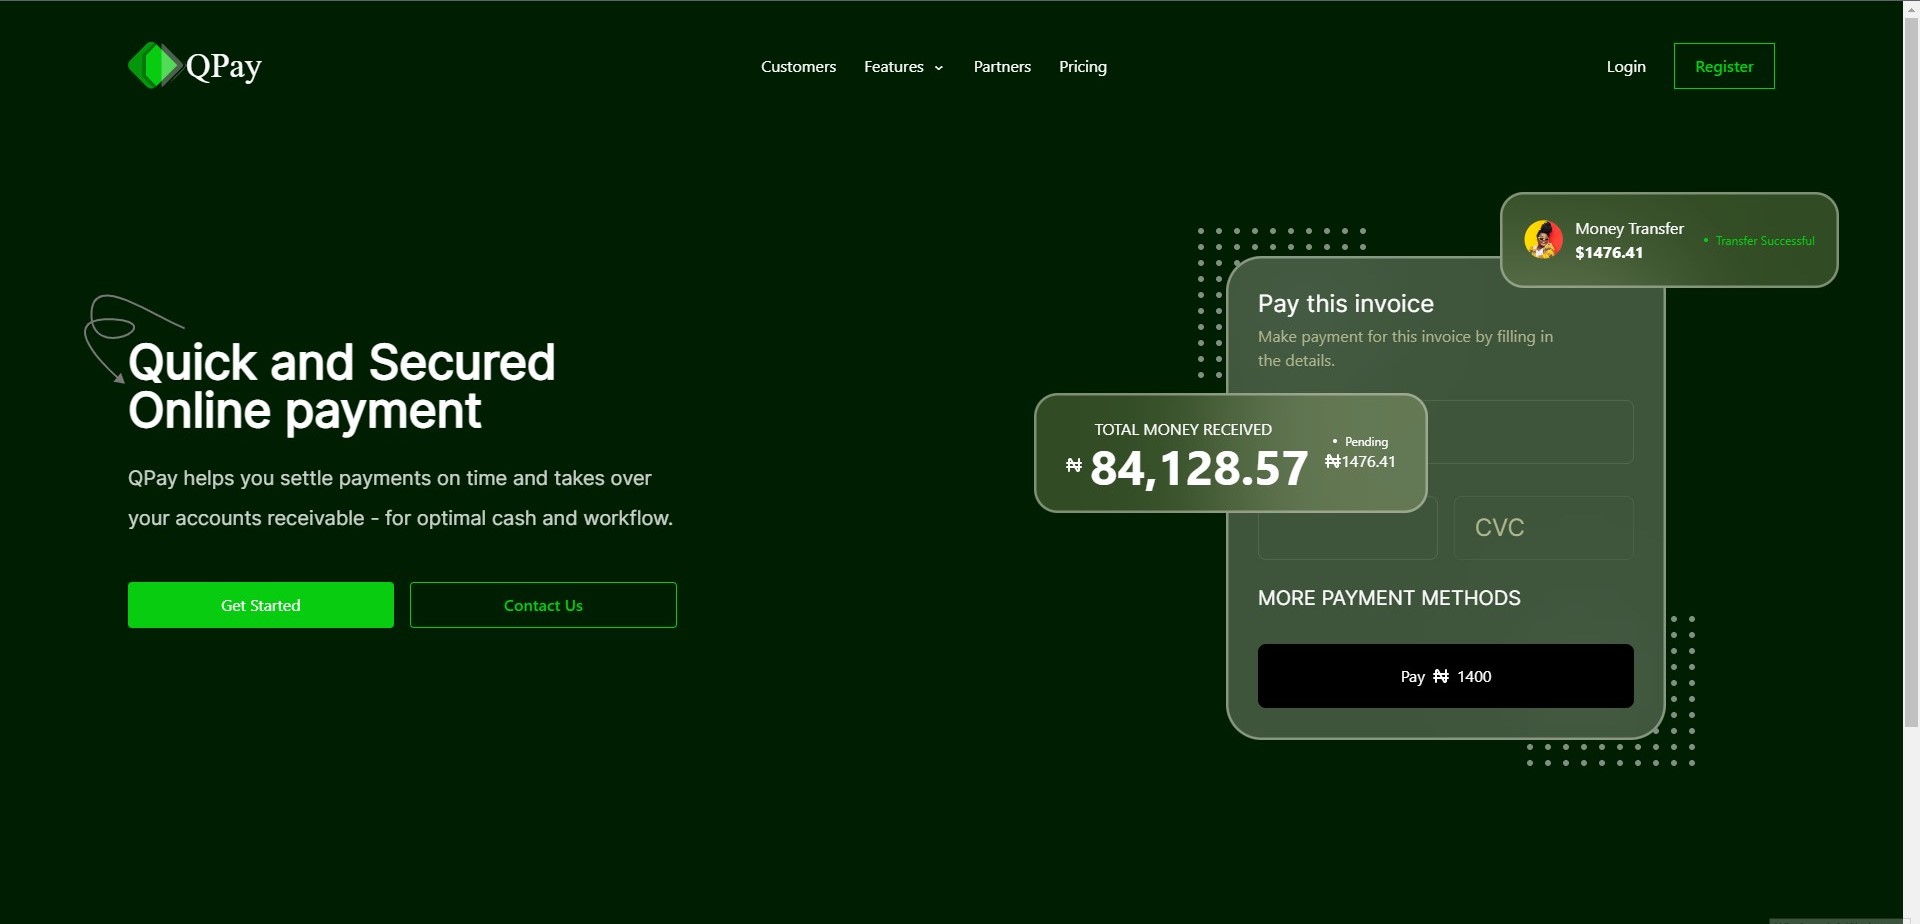 QPay
Customers
Features
Partners
Pricing
Login
Register
Quick and Secured
Online payment
QPay helps you settle payments on time and takes over
your accounts receivable - for optimal cash and workflow.
Get Started
Contact Us
Money Transfer
$1476.41
• Transfer Successful
Pay this invoice
Make payment for this invoice by filling in
the details.
TOTAL MONEY RECEIVED
₦ 84,128.57
• Pending
₦1476.41
CVC
MORE PAYMENT METHODS
Pay ₦ 1400